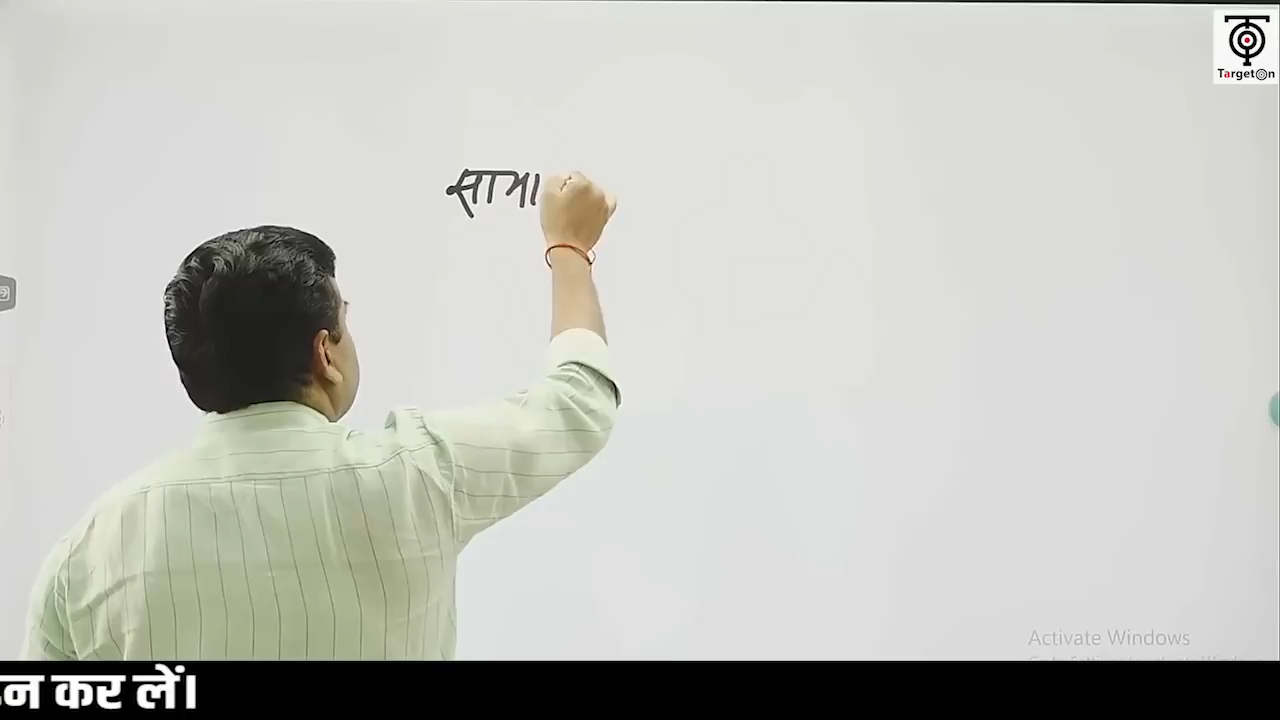 TargetOn
सामा
Activate Windows
न कर लें।